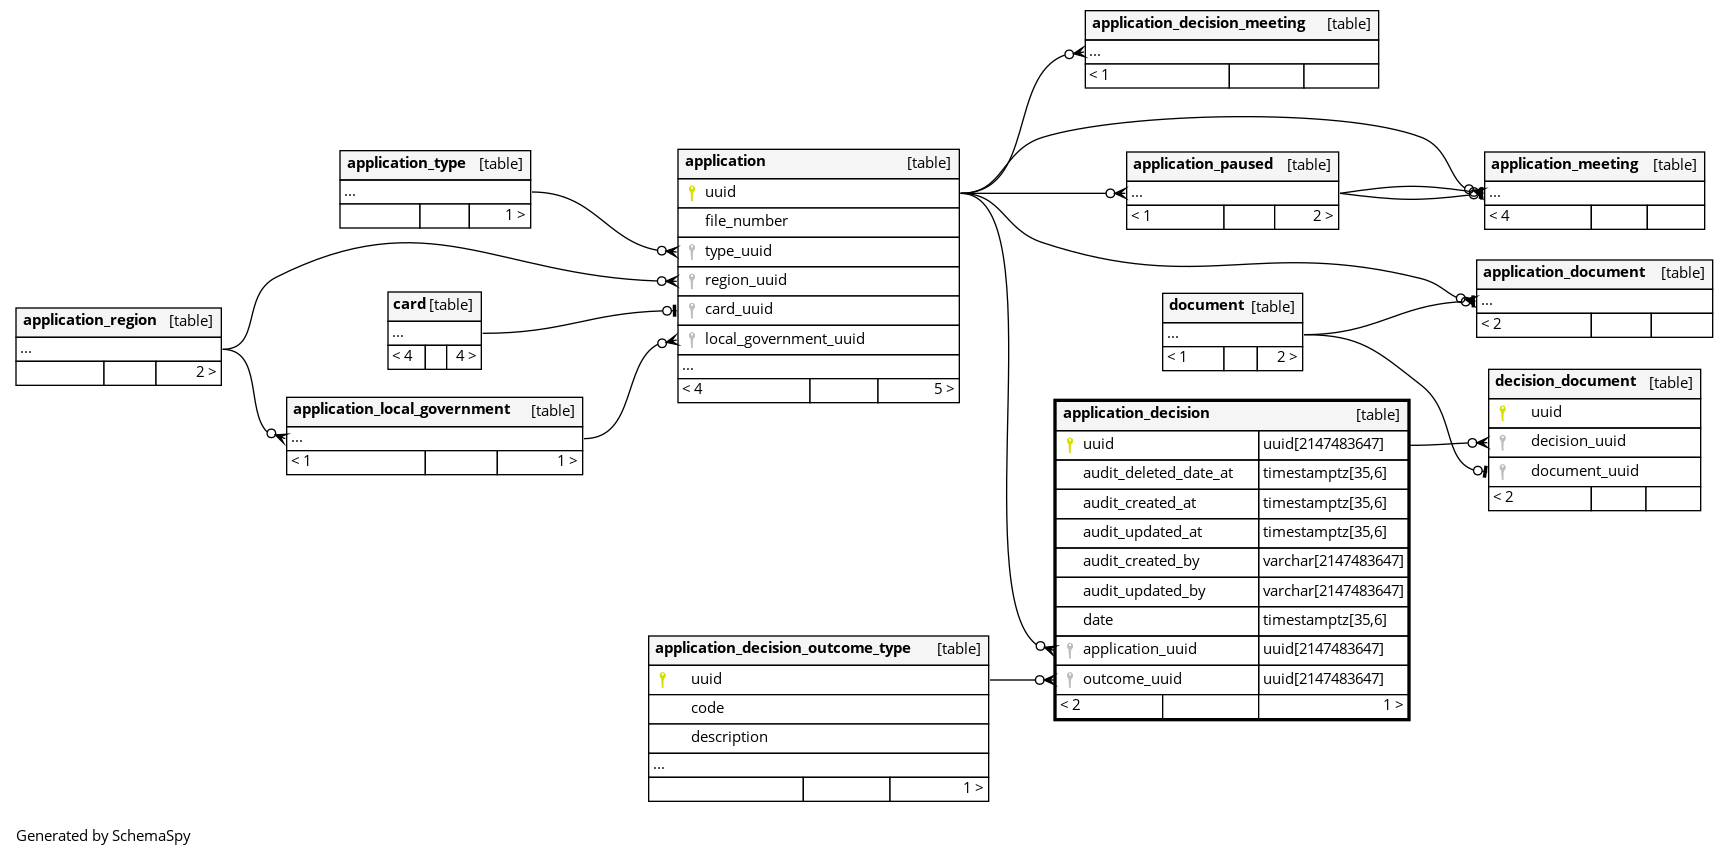 application_decision_meeting [table]
...
< 1
application_type [table]
...
1 >
application [table]
uuid
file_number
type_uuid
region_uuid
card_uuid
local_government_uuid
...
< 4 5 >
application_paused [table]
...
< 1 2 >
application_meeting [table]
...
< 4
application_document [table]
...
< 2
card [table]
...
< 4 4 >
document [table]
...
< 1 2 >
application_region [table]
...
2 >
application_local_government [table]
...
< 1 1 >
decision_document [table]
uuid
decision_uuid
document_uuid
< 2
application_decision [table]
uuid uuid[2147483647]
audit_deleted_date_at timestamptz[35,6]
audit_created_at timestamptz[35,6]
audit_updated_at timestamptz[35,6]
audit_created_by varchar[2147483647]
audit_updated_by varchar[2147483647]
date timestamptz[35,6]
application_uuid uuid[2147483647]
outcome_uuid uuid[2147483647]
< 2 1 >
application_decision_outcome_type [table]
uuid
code
description
...
1 >
Generated by SchemaSpy